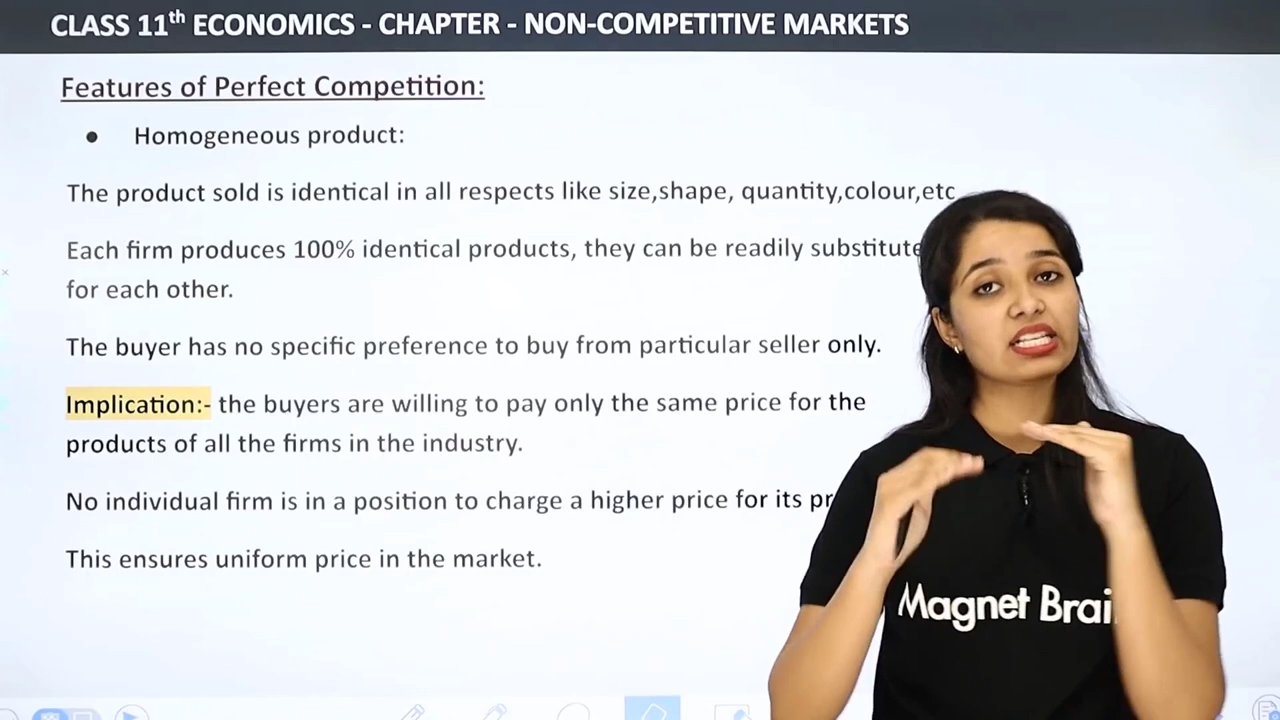 CLASS 11th ECONOMICS - CHAPTER - NON-COMPETITIVE MARKETS
Features of Perfect Competition:
● Homogeneous product:
The product sold is identical in all respects like size,shape, quantity,colour,etc
Each firm produces 100% identical products, they can be readily substitute
for each other.
The buyer has no specific preference to buy from particular seller only.
Implication:- the buyers are willing to pay only the same price for the
products of all the firms in the industry.
No individual firm is in a position to charge a higher price for its pr
This ensures uniform price in the market.
Magnet Brai